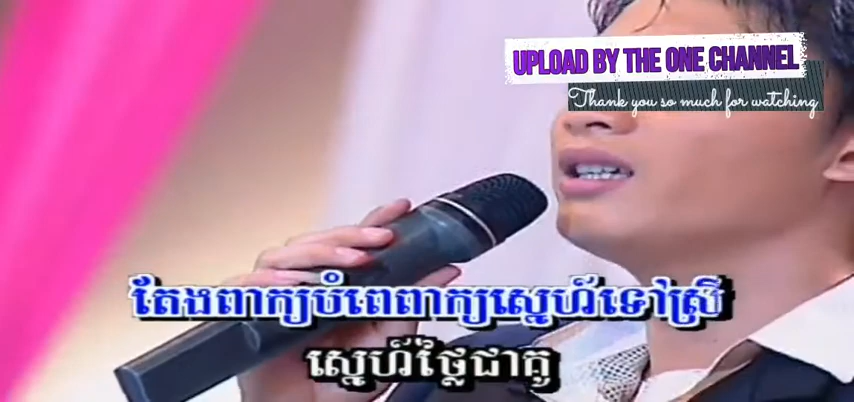 UPLOAD BY THE ONE CHANNEL
Thank you so much for watching
តែងពាក្យបំពេពាក្យស្នេហ៍ទៅស្រី
ស្នេហ៍ថ្លៃជាគូ